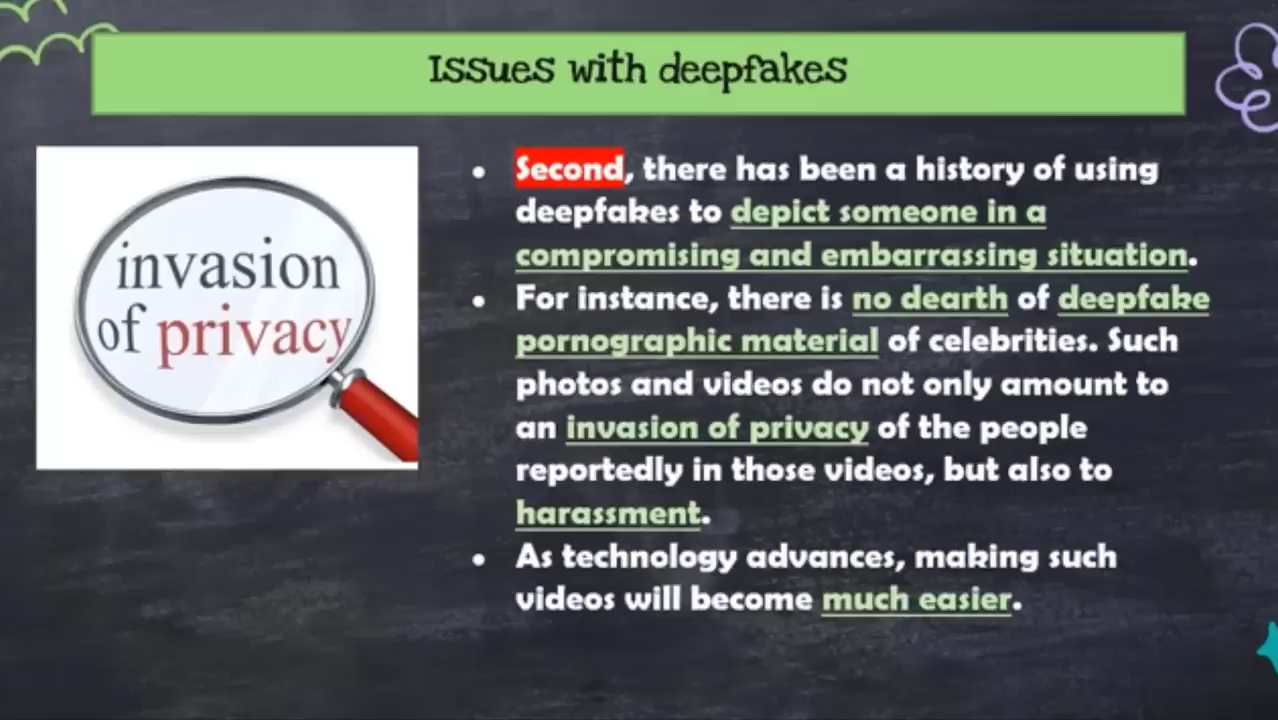 Issues with deepfakes
invasion
of privacy
Second, there has been a history of using
deepfakes to depict someone in a
compromising and embarrassing situation.
For instance, there is no dearth of deepfake
pornographic material of celebrities. Such
photos and videos do not only amount to
an invasion of privacy of the people
reportedly in those videos, but also to
harassment.
As technology advances, making such
videos will become much easier.